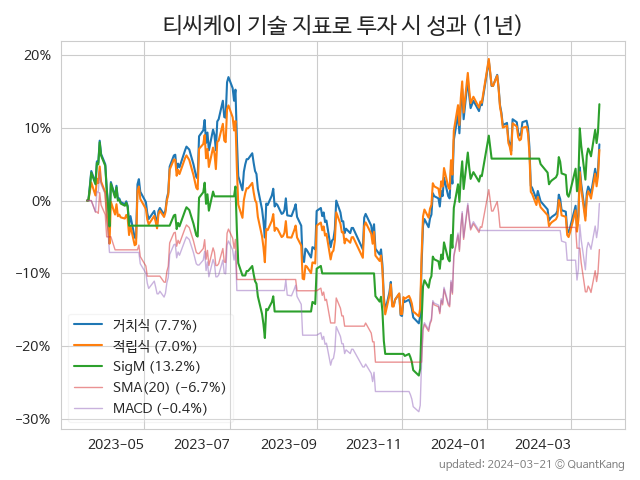 티씨케이 기술 지표로 투자 시 성과 (1년)
20%
10%
0%
−10%
−20%
−30%
거치식 (7.7%)
적립식 (7.0%)
SigM (13.2%)
SMA(20) (−6.7%)
MACD (−0.4%)
2023−05
2023−07
2023−09
2023−11
2024−01
2024−03
updated: 2024−03−21 © QuantKang